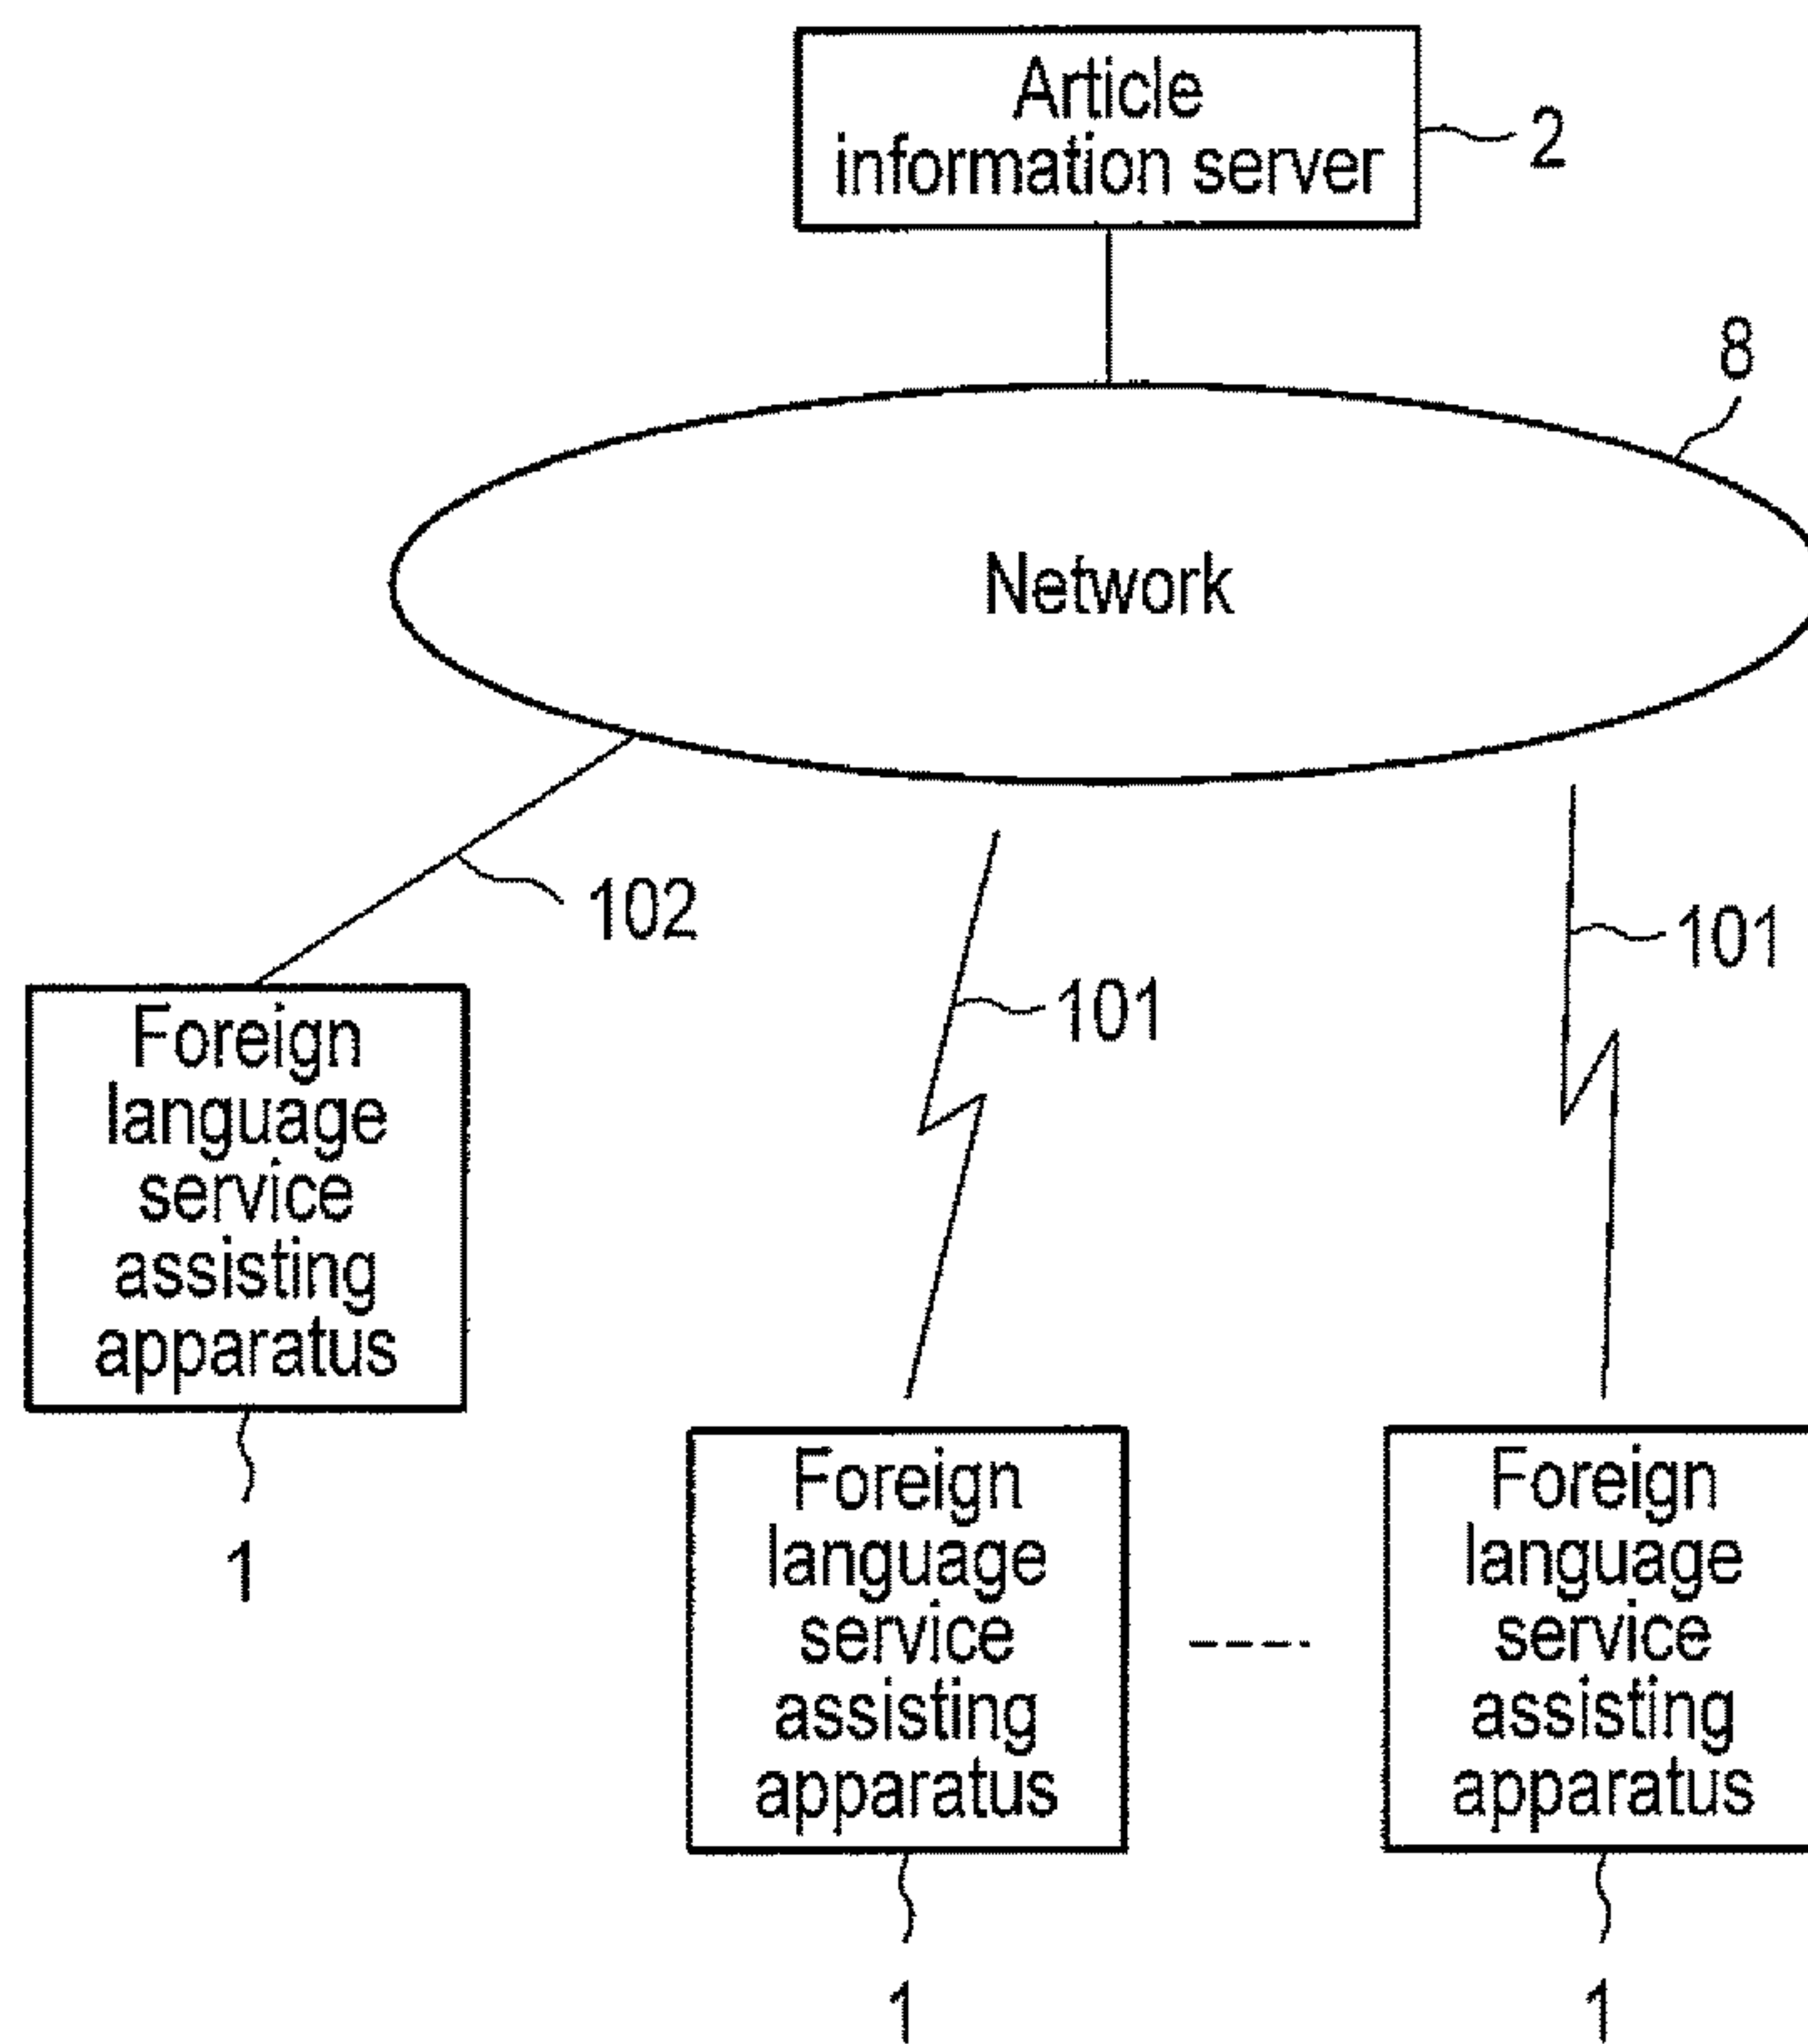 Article
information server
2
8
Network
102
101
101
Foreign
language
service
assisting
apparatus
1
Foreign
language
service
assisting
apparatus
1
Foreign
language
service
assisting
apparatus
1